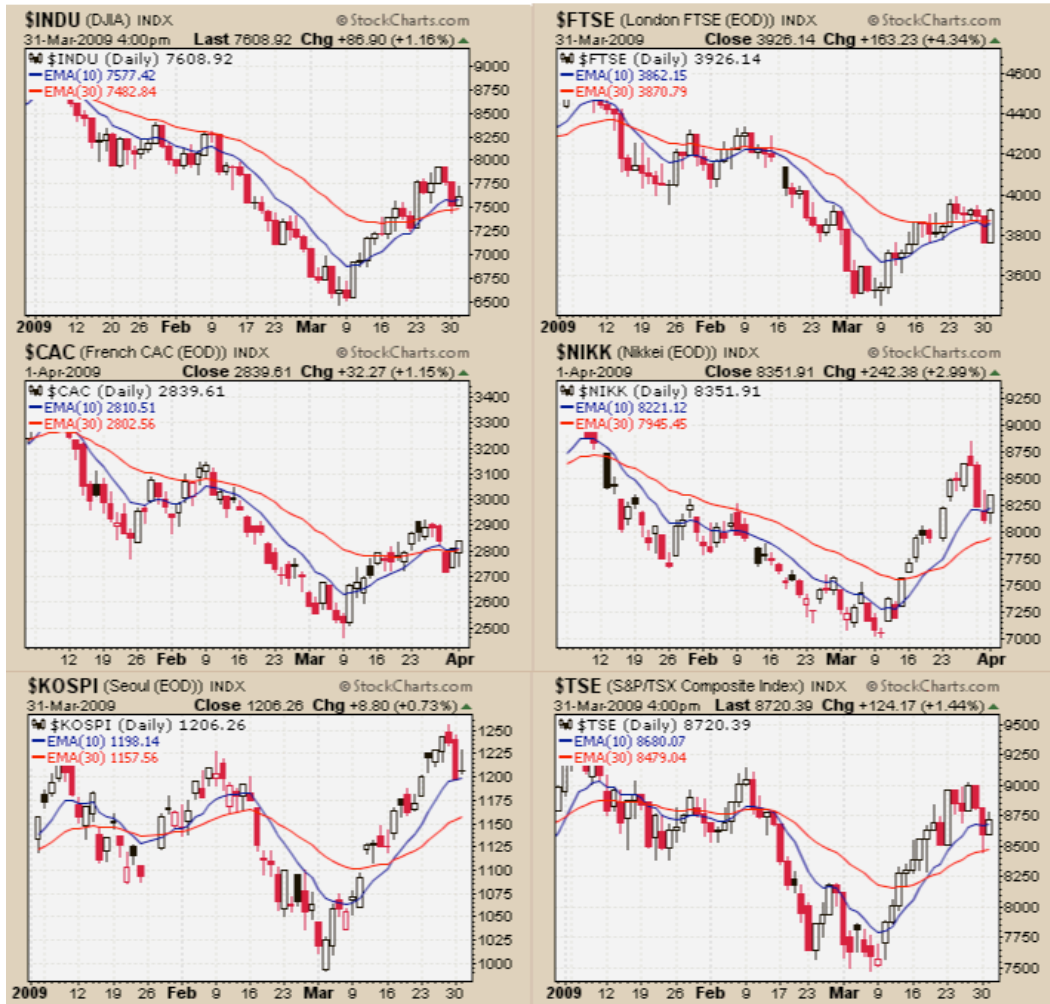 $INDU (DJIA) INDX © StockCharts.com
31-Mar-2009 4:00pm Last 7608.92 Chg +86.90 (+1.16%)
$INDU (Daily) 7608.92
EMA(10) 7577.42
EMA(30) 7482.84
9000
8750
8500
8250
8000
7750
7500
7250
7000
6750
6500
2009 12 20 26 Feb 9 17 23 Mar 9 16 23 30
$FTSE (London FTSE (EOD)) INDX © StockCharts.com
31-Mar-2009 Close 3926.14 Chg +163.23 (+4.34%)
$FTSE (Daily) 3926.14
EMA(10) 3862.15
EMA(30) 3870.79
4600
4400
4200
4000
3800
3600
2009 12 19 26 Feb 9 16 23 Mar 9 16 23 30
$CAC (French CAC (EOD)) INDX © StockCharts.com
1-Apr-2009 Close 2839.61 Chg +32.27 (+1.15%)
$CAC (Daily) 2839.61
EMA(10) 2810.51
EMA(30) 2802.56
3400
3300
3200
3100
3000
2900
2800
2700
2600
2500
12 19 26 Feb 9 16 23 Mar 9 16 23 Apr
$NIKK (Nikkei (EOD)) INDX © StockCharts.com
1-Apr-2009 Close 8351.91 Chg +242.38 (+2.99%)
$NIKK (Daily) 8351.91
EMA(10) 8221.12
EMA(30) 7945.45
9250
9000
8750
8500
8250
8000
7750
7500
7250
7000
12 19 26 Feb 9 16 23 Mar 9 16 23 Apr
$KOSPI (Seoul (EOD)) INDX © StockCharts.com
31-Mar-2009 Close 1206.26 Chg +8.80 (+0.73%)
$KOSPI (Daily) 1206.26
EMA(10) 1198.14
EMA(30) 1157.56
1250
1225
1200
1175
1150
1125
1100
1075
1050
1025
1000
2009 12 19 28 Feb 9 16 23 Mar 9 16 23 30
$TSE (S&P/TSX Composite Index) INDX © StockCharts.com
31-Mar-2009 4:00pm Last 8720.39 Chg +124.17 (+1.44%)
$TSE (Daily) 8720.39
EMA(10) 8680.07
EMA(30) 8479.04
9500
9250
9000
8750
8500
8250
8000
7750
7500
2009 12 19 26 Feb 9 17 23 Mar 9 16 23 30